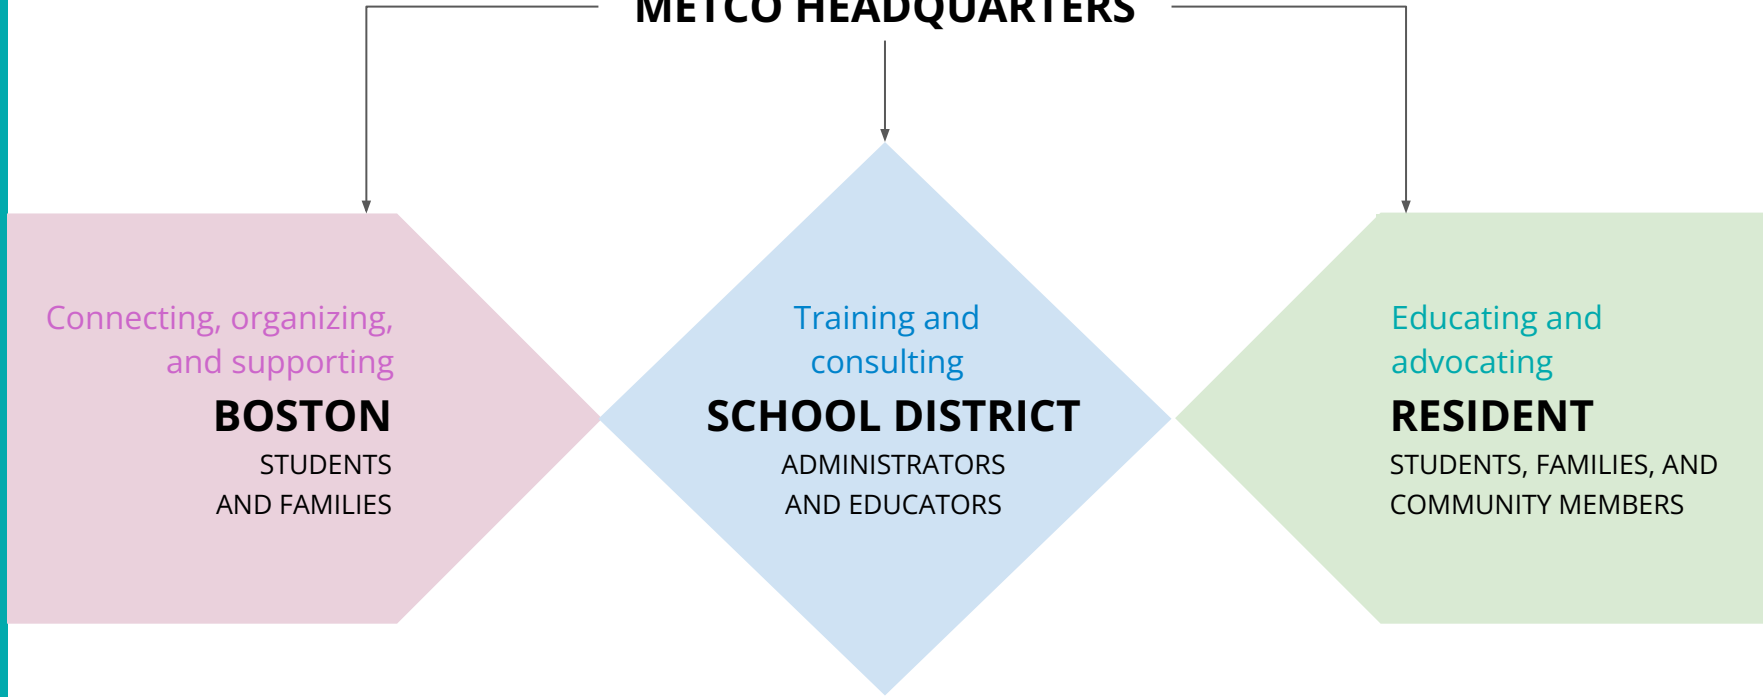 METCO HEADQUARTERS
Connecting, organizing,
and supporting
BOSTON
STUDENTS
AND FAMILIES
Training and
consulting
SCHOOL DISTRICT
ADMINISTRATORS
AND EDUCATORS
Educating and
advocating
RESIDENT
STUDENTS, FAMILIES, AND
COMMUNITY MEMBERS